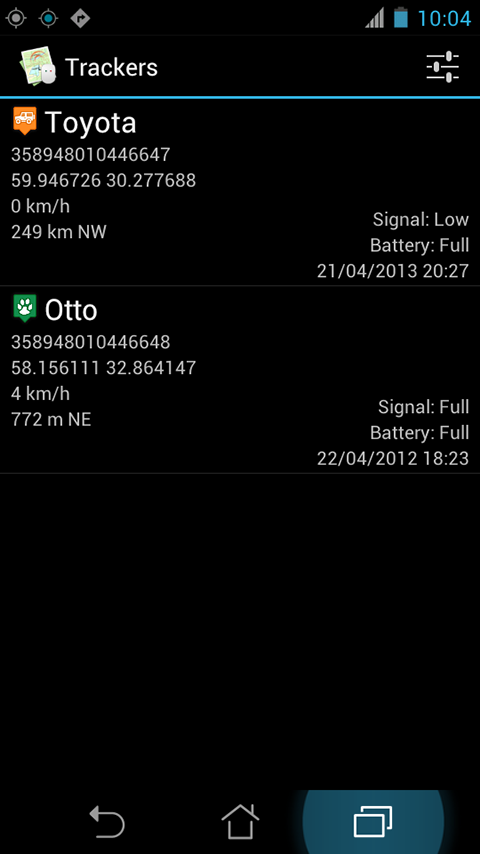 10:04
Trackers
Toyota
358948010446647
59.946726 30.277688
0 km/h
249 km NW
Signal: Low
Battery: Full
21/04/2013 20:27
Otto
358948010446648
58.156111 32.864147
4 km/h
772 m NE
Signal: Full
Battery: Full
22/04/2012 18:23